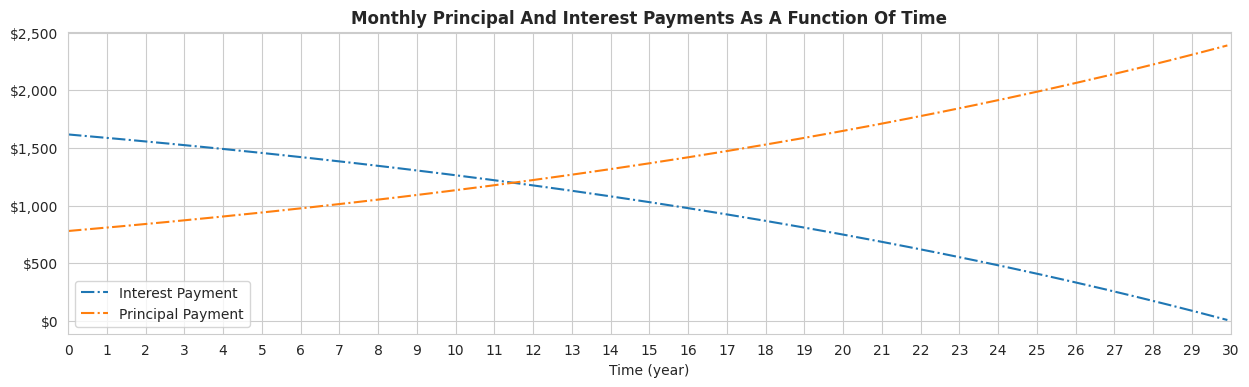 Monthly Principal And Interest Payments As A Function Of Time
$2,500
$2,000
$1,500
$1,000
$500
$0
Interest Payment
Principal Payment
0 1 2 3 4 5 6 7 8 9 10 11 12 13 14 15 16 17 18 19 20 21 22 23 24 25 26 27 28 29 30
Time (year)